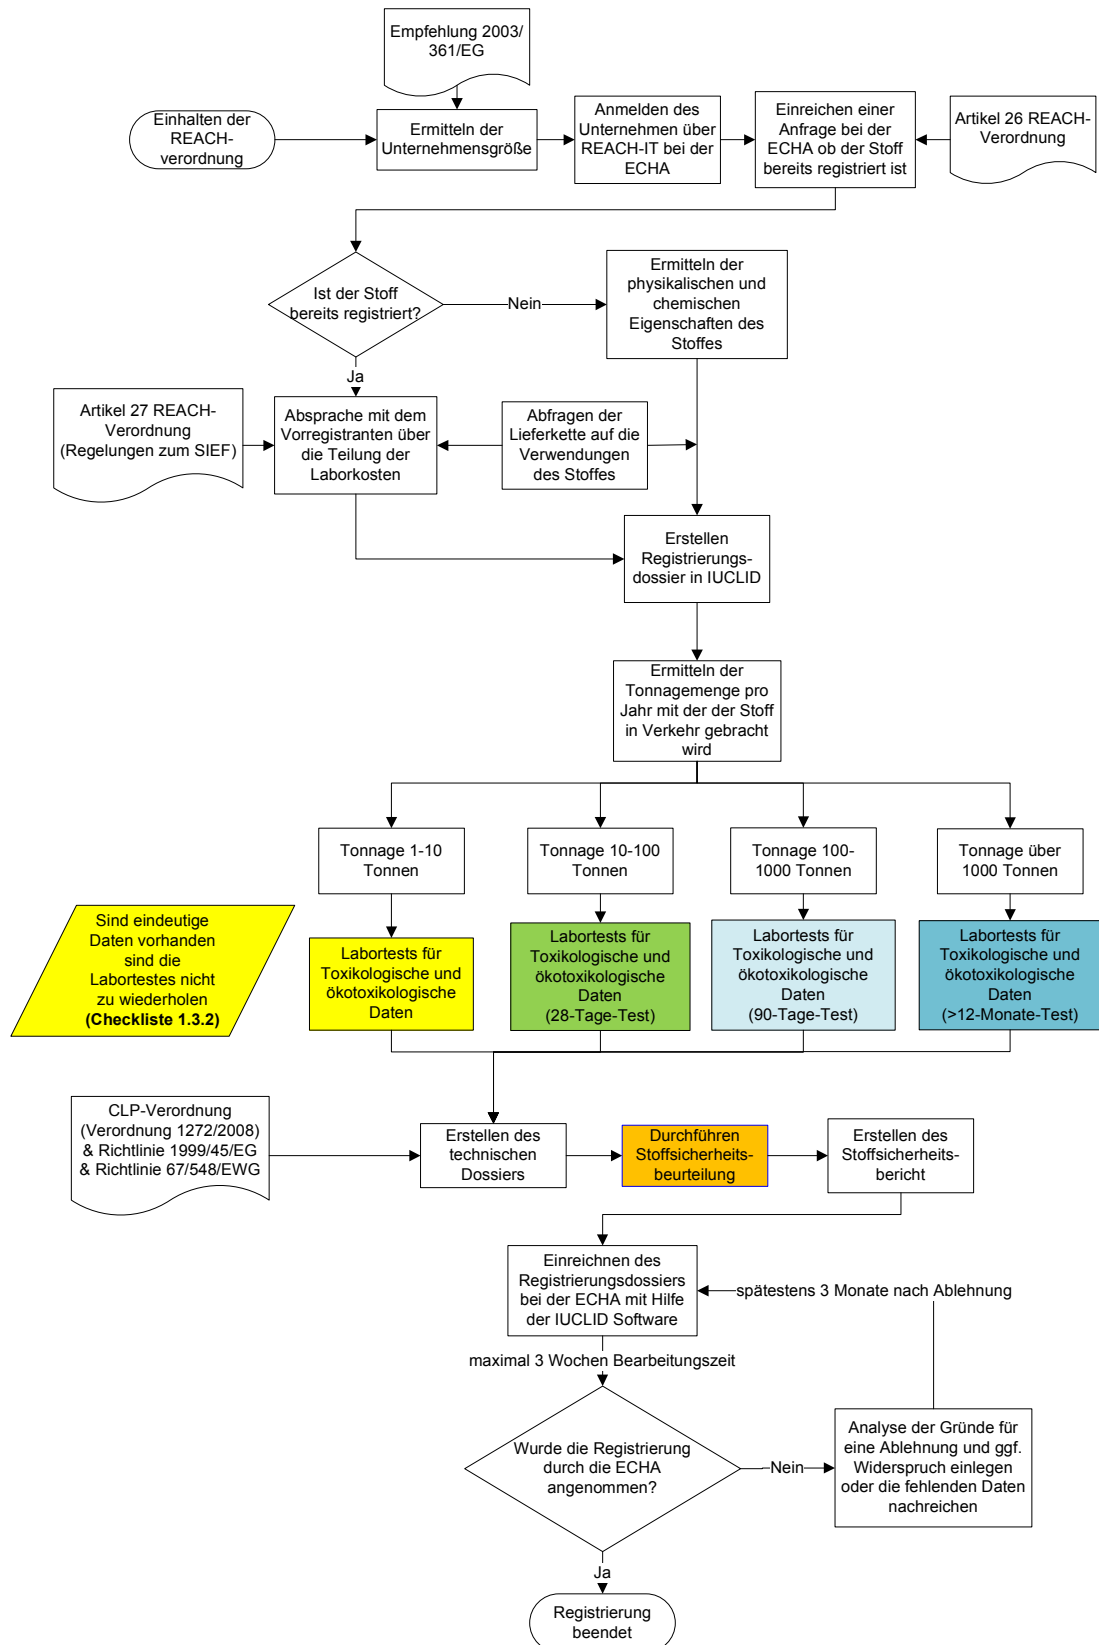 Empfehlung 2003/
361/EG
Einhalten der
REACH-
verordnung
Ermitteln der
Unternehmensgröße
Anmelden des
Unternehmen über
REACH-IT bei der
ECHA
Einreichen einer
Anfrage bei der
ECHA ob der Stoff
bereits registriert ist
Artikel 26 REACH-
Verordnung
Ist der Stoff
bereits registriert?
Nein
Ermitteln der
physikalischen und
chemischen
Eigenschaften des
Stoffes
Ja
Artikel 27 REACH-
Verordnung
(Regelungen zum SIEF)
Absprache mit dem
Vorregistranten über
die Teilung der
Laborkosten
Abfragen der
Lieferkette auf die
Verwendungen
des Stoffes
Erstellen
Registrierungs-
dossier in IUCLID
Ermitteln der
Tonnagemenge pro
Jahr mit der der Stoff
in Verkehr gebracht
wird
Tonnage 1-10
Tonnen
Tonnage 10-100
Tonnen
Tonnage 100-
1000 Tonnen
Tonnage über
1000 Tonnen
Sind eindeutige
Daten vorhanden
sind die
Labortestes nicht
zu wiederholen
(Checkliste 1.3.2)
Labortests für
Toxikologische und
ökotoxikologische
Daten
Labortests für
Toxikologische und
ökotoxikologische
Daten
(28-Tage-Test)
Labortests für
Toxikologische und
ökotoxikologische
Daten
(90-Tage-Test)
Labortests für
Toxikologische und
ökotoxikologische
Daten
(>12-Monate-Test)
CLP-Verordnung
(Verordnung 1272/2008)
& Richtlinie 1999/45/EG
& Richtlinie 67/548/EWG
Erstellen des
technischen
Dossiers
Durchführen
Stoffsicherheits-
beurteilung
Erstellen des
Stoffsicherheits-
bericht
Einreichnen des
Registrierungsdossiers
bei der ECHA mit Hilfe
der IUCLID Software
spätestens 3 Monate nach Ablehnung
maximal 3 Wochen Bearbeitungszeit
Wurde die Registrierung
durch die ECHA
angenommen?
Nein
Analyse der Gründe für
eine Ablehnung und ggf.
Widerspruch einlegen
oder die fehlenden Daten
nachreichen
Ja
Registrierung
beendet